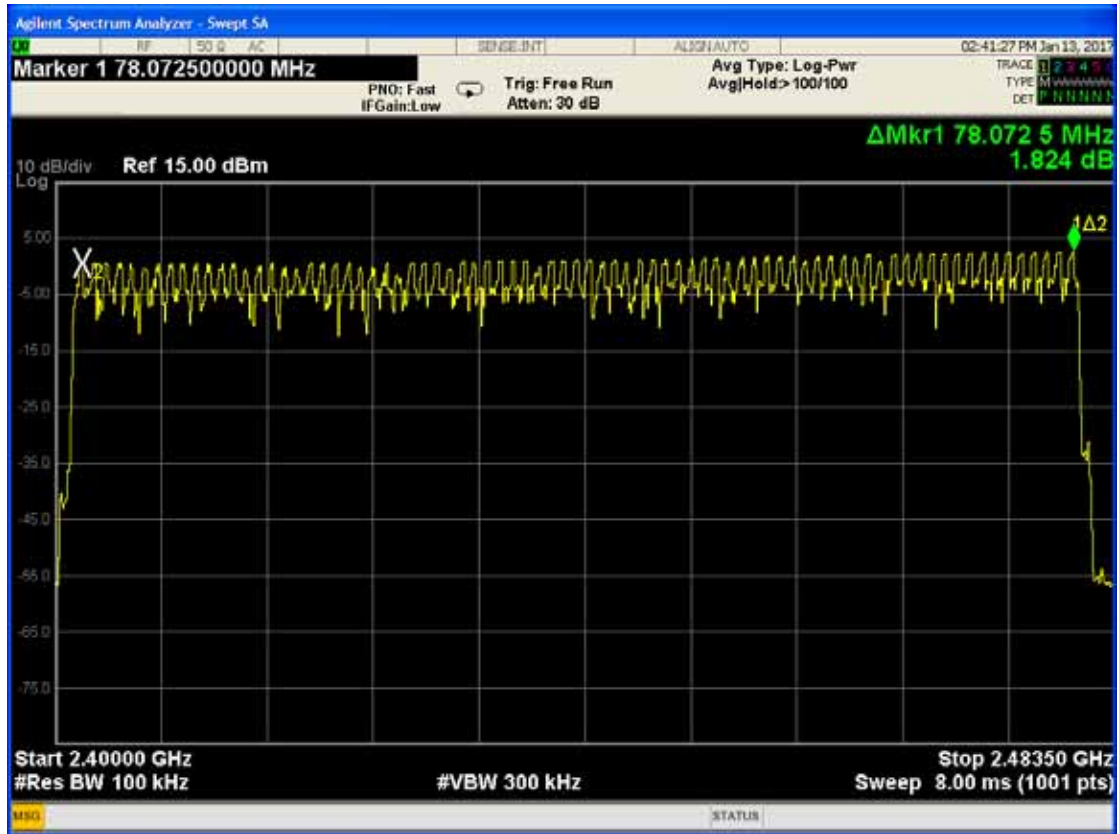 Agilent Spectrum Analyzer - Swept SA
RF 50 Ω AC SENSE:INT ALIGNAUTO 02:41:27 PM Jan 13, 2017
Marker 1 78.072500000 MHz
PNO: Fast
IFGain:Low
Trig: Free Run
Atten: 30 dB
Avg Type: Log-Pwr
Avg|Hold:> 100/100
TRACE 1 2 3 4 5
TYPE M
DET P N N N N N
ΔMkr1 78.072 5 MHz
1.824 dB
10 dB/div Ref 15.00 dBm
Log
1Δ2
5.00
X2
-5.00
-15.0
-25.0
-35.0
-45.0
-55.0
-65.0
-75.0
Start 2.40000 GHz Stop 2.48350 GHz
#Res BW 100 kHz #VBW 300 kHz Sweep 8.00 ms (1001 pts)
MSG STATUS